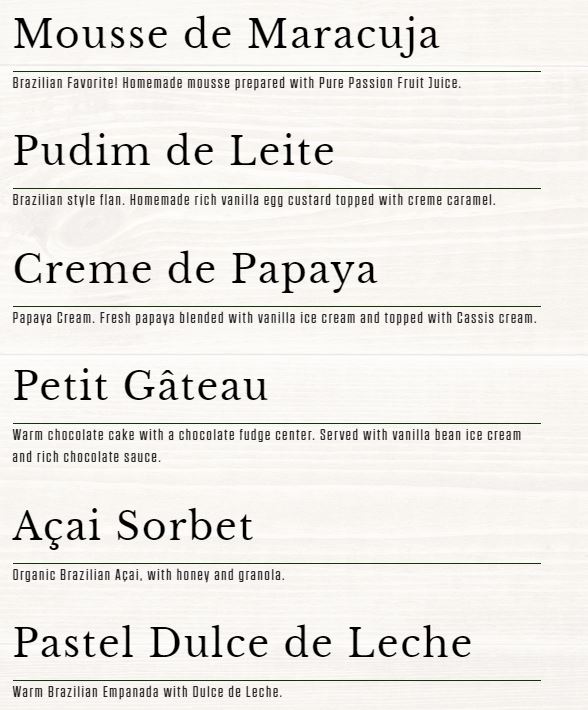 Mousse de Maracuja
Brazilian Favorite! Homemade mousse prepared with Pure Passion Fruit Juice.
Pudim de Leite
Brazilian style flan. Homemade rich vanilla egg custard topped with creme caramel.
Creme de Papaya
Papaya Cream. Fresh papaya blended with vanilla ice cream and topped with Cassis cream.
Petit Gâteau
Warm chocolate cake with a chocolate fudge center. Served with vanilla bean ice cream
and rich chocolate sauce.
Açai Sorbet
Organic Brazilian Açai, with honey and granola.
Pastel Dulce de Leche
Warm Brazilian Empanada with Dulce de Leche.